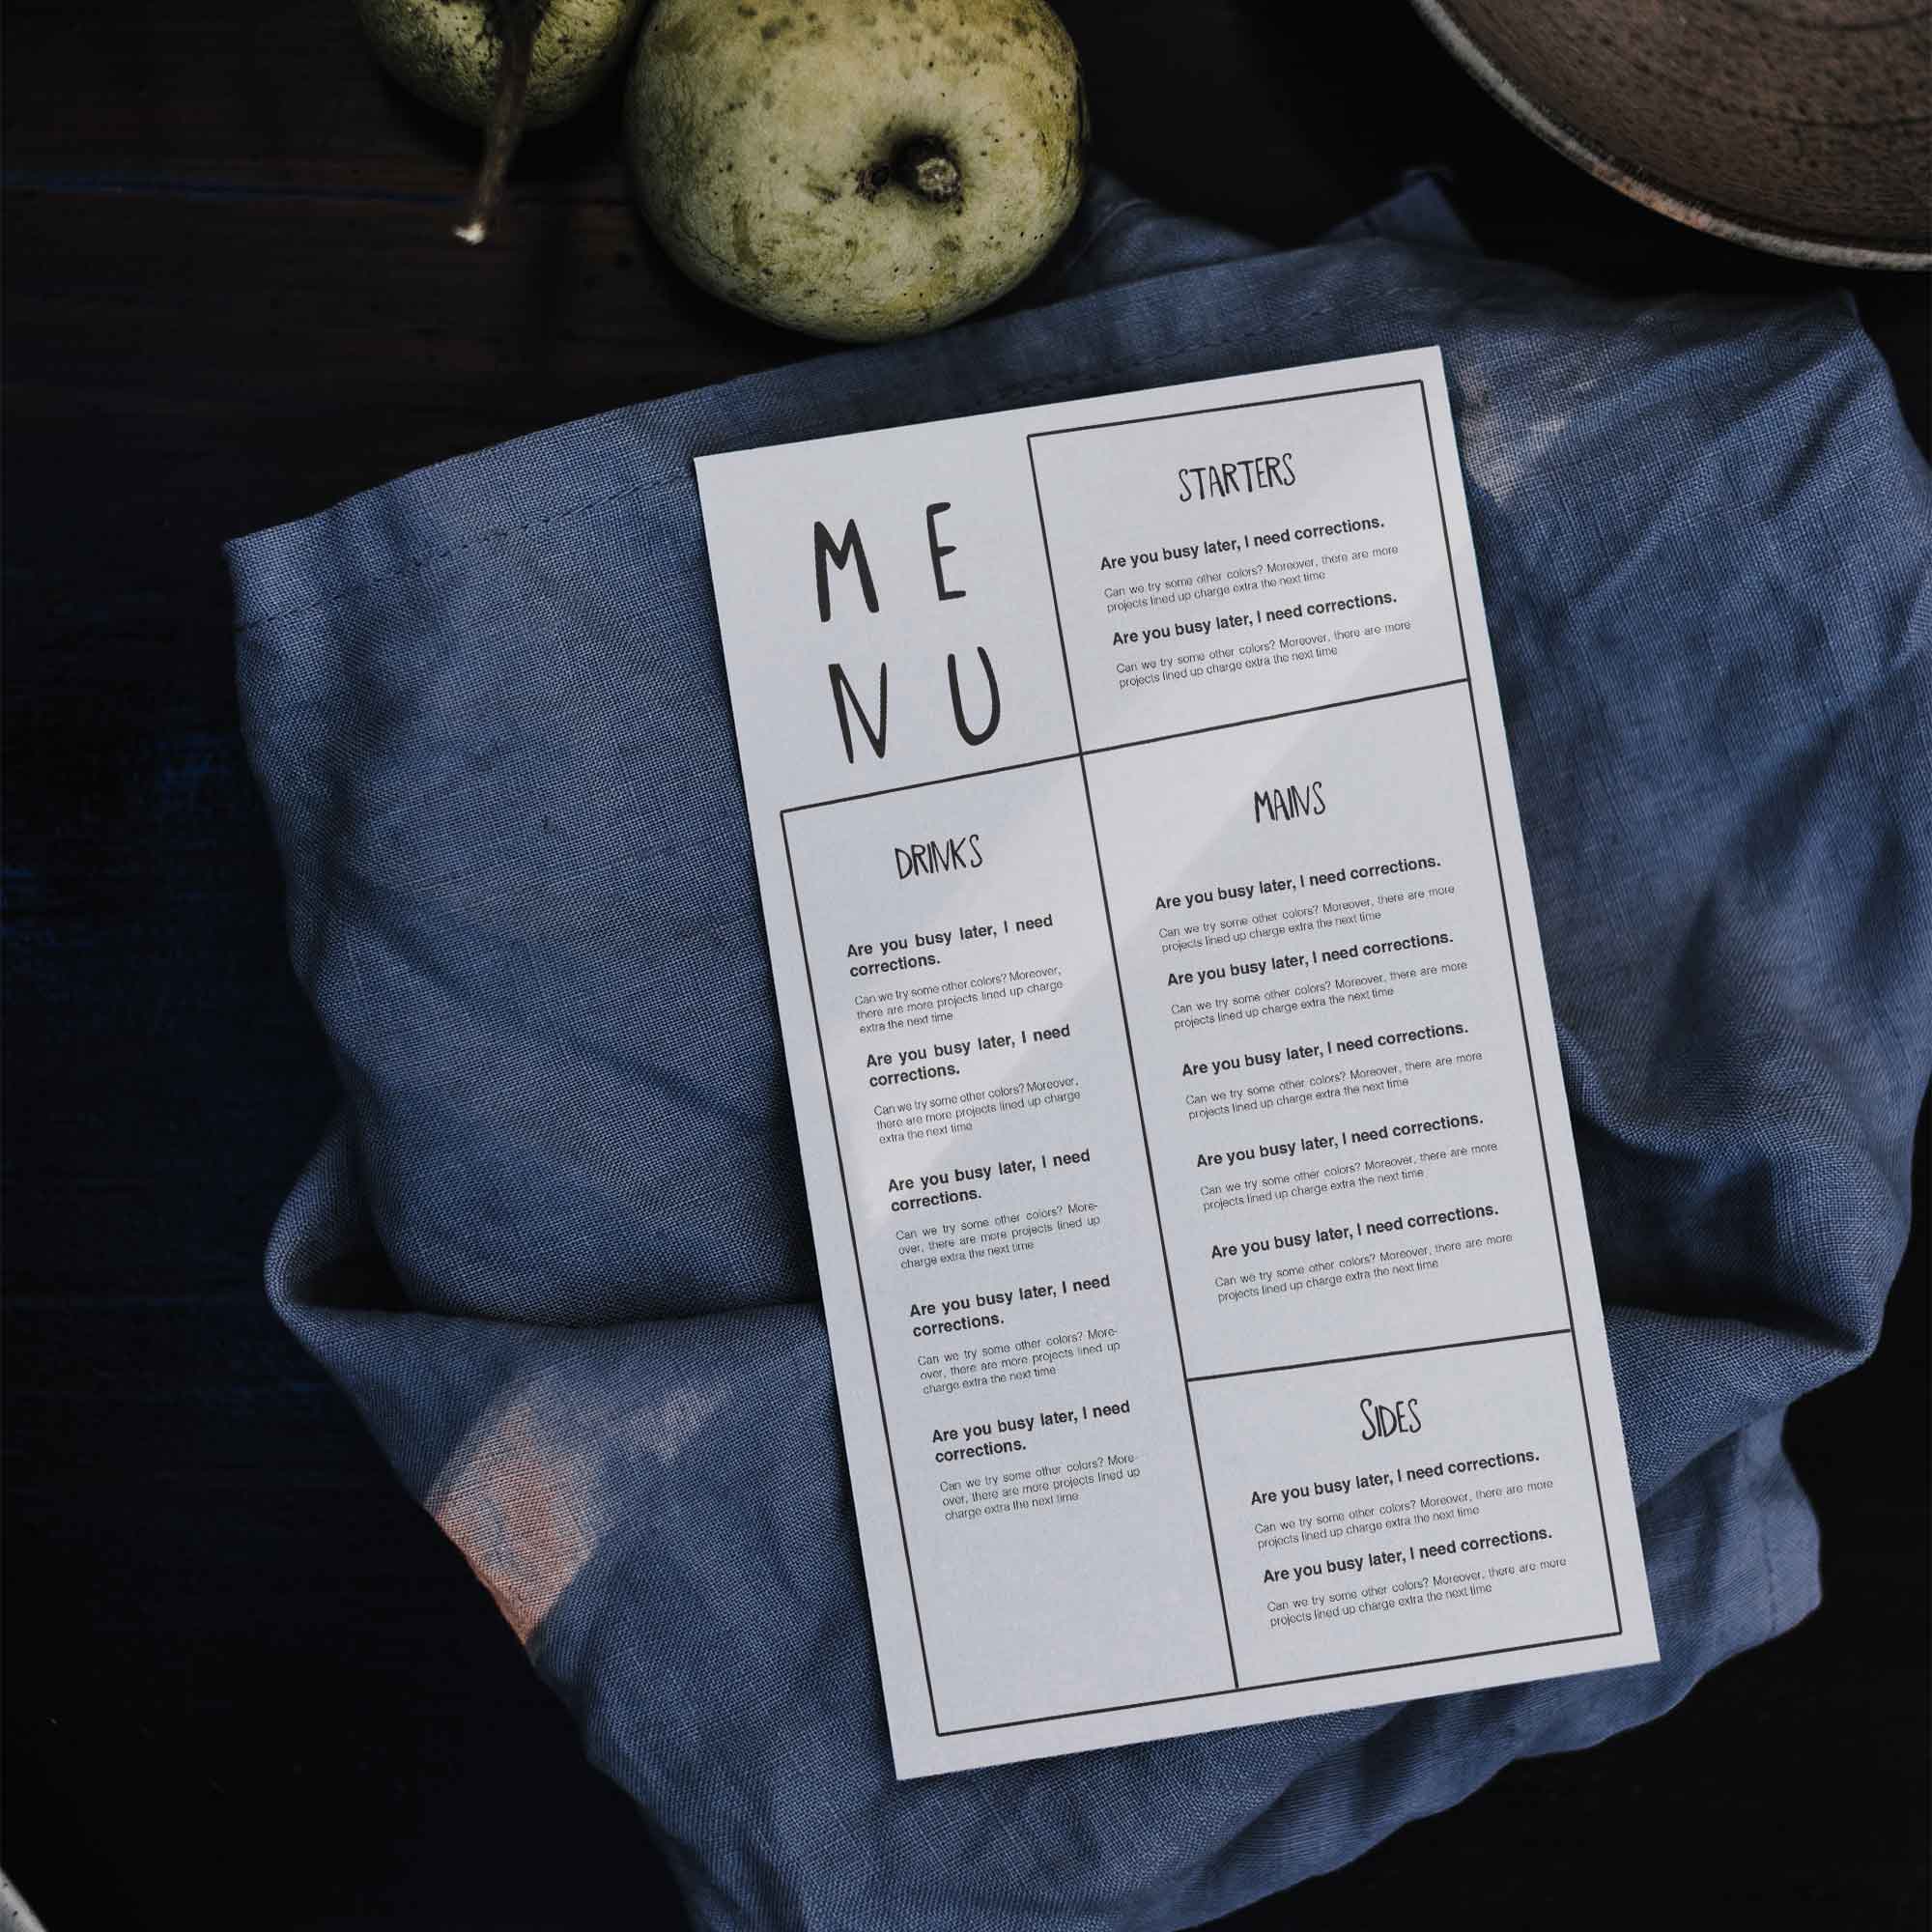 M E
N U
STARTERS
Are you busy later, I need corrections.
Can we try some other colors? Moreover, there are more
projects lined up charge extra the next time
Are you busy later, I need corrections.
Can we try some other colors? Moreover, there are more
projects lined up charge extra the next time
DRINKS
Are you busy later, I need
corrections.
Can we try some other colors? Moreover,
there are more projects lined up charge
extra the next time
Are you busy later, I need
corrections.
Can we try some other colors? Moreover,
there are more projects lined up charge
extra the next time
Are you busy later, I need
corrections.
Can we try some other colors? More-
over, there are more projects lined up
charge extra the next time
Are you busy later, I need
corrections.
Can we try some other colors? More-
over, there are more projects lined up
charge extra the next time
Are you busy later, I need
corrections.
Can we try some other colors? More-
over, there are more projects lined up
charge extra the next time
MAINS
Are you busy later, I need corrections.
Can we try some other colors? Moreover, there are more
projects lined up charge extra the next time
Are you busy later, I need corrections.
Can we try some other colors? Moreover, there are more
projects lined up charge extra the next time
Are you busy later, I need corrections.
Can we try some other colors? Moreover, there are more
projects lined up charge extra the next time
Are you busy later, I need corrections.
Can we try some other colors? Moreover, there are more
projects lined up charge extra the next time
Are you busy later, I need corrections.
Can we try some other colors? Moreover, there are more
projects lined up charge extra the next time
SIDES
Are you busy later, I need corrections.
Can we try some other colors? Moreover, there are more
projects lined up charge extra the next time
Are you busy later, I need corrections.
Can we try some other colors? Moreover, there are more
projects lined up charge extra the next time